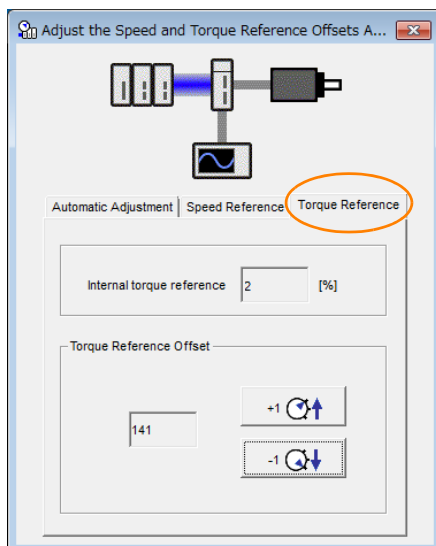 Adjust the Speed and Torque Reference Offsets A...
Automatic Adjustment
Speed Reference
Torque Reference
Internal torque reference
2
[%]
Torque Reference Offset
141
+1
-1